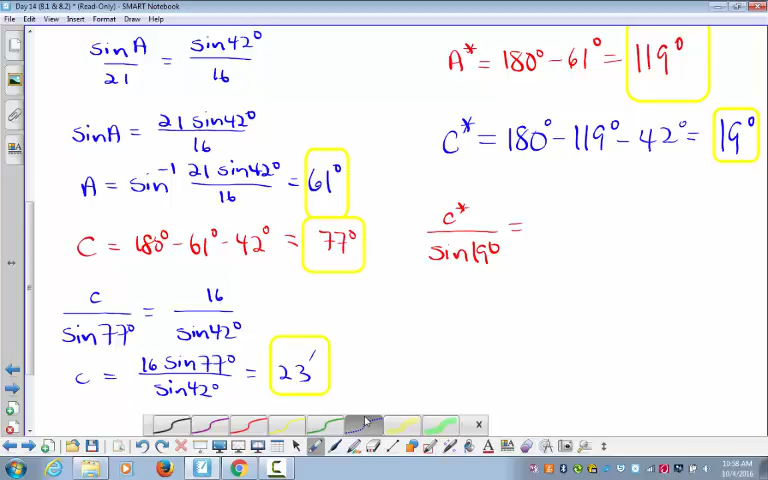 Day 14 (8.1 & 8.2) * [Read-Only] - SMART Notebook
File Edit View Insert Format Tools Draw Help
sinA / 21 = sin42° / 16
sinA = 21 sin42° / 16
A = sin⁻¹ 21 sin42° / 16 = 61°
C = 180° - 61° - 42° = 77°
c / sin77° = 16 / sin42°
c = 16 sin77° / sin42° = 23'
A* = 180° - 61° = 119°
C* = 180° - 119° - 42° = 19°
c* / sin19° =
10:58 AM
10/4/2016